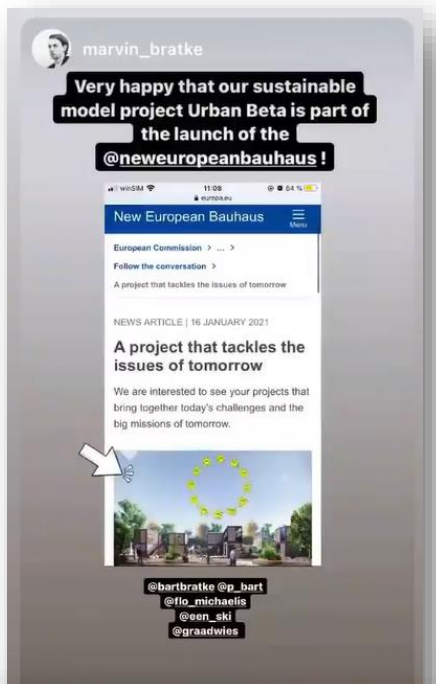 marvin_bratke
Very happy that our sustainable
model project Urban Beta is part of
the launch of the
@neweuropeanbauhaus !
winSIM
11:08
64 %
europa.eu
New European Bauhaus
Menu
European Commission > ... >
Follow the conversation >
A project that tackles the issues of tomorrow
NEWS ARTICLE | 16 JANUARY 2021
A project that tackles the
issues of tomorrow
We are interested to see your projects that
bring together today's challenges and the
big missions of tomorrow.
@bartbratke @p_bart
@flo_michaelis
@een_ski
@graadwies